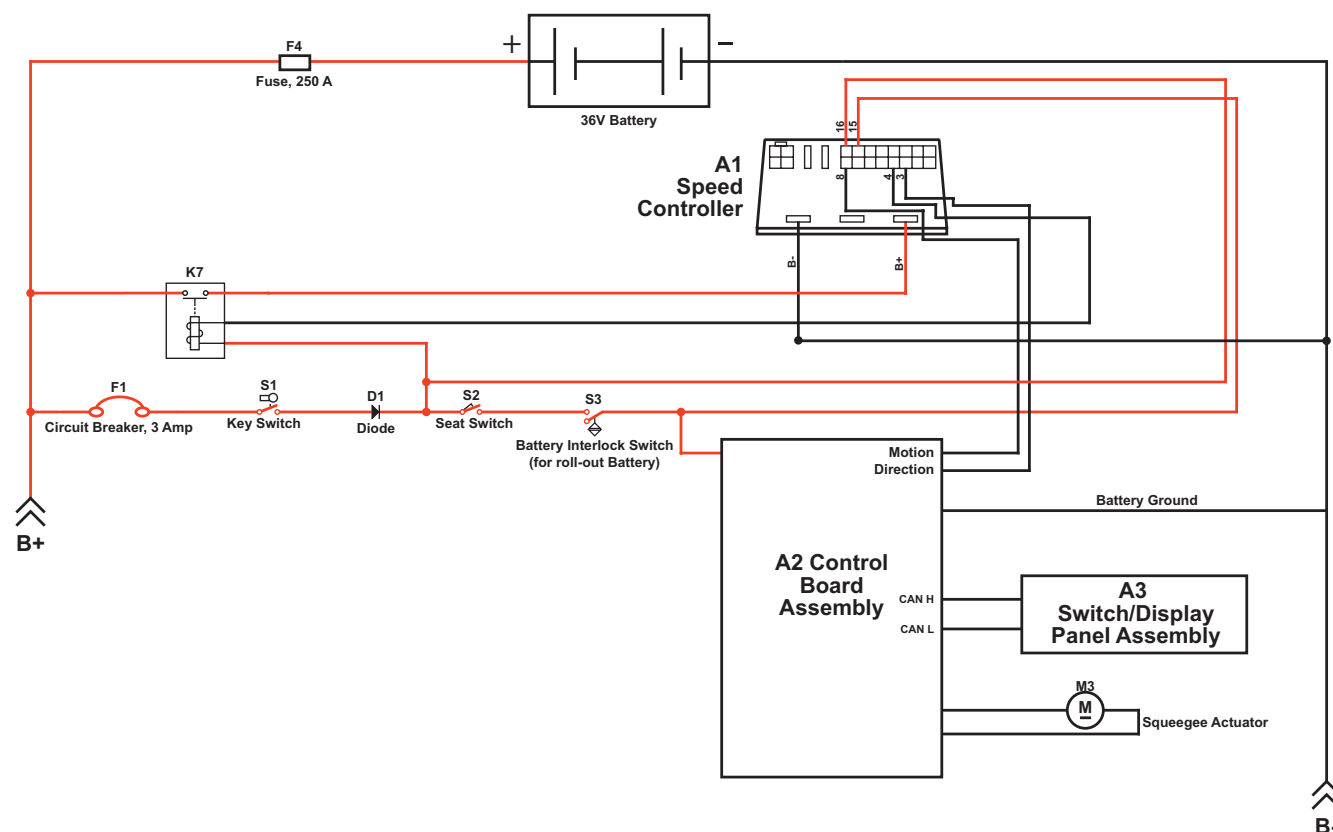 F4
Fuse, 250 A
+
−
36V Battery
16
15
A1
Speed
Controller
8
4
3
B-
B+
K7
F1
Circuit Breaker, 3 Amp
S1
Key Switch
D1
Diode
S2
Seat Switch
S3
Battery Interlock Switch
(for roll-out Battery)
B+
Motion
Direction
Battery Ground
A2 Control
Board
Assembly
CAN H
CAN L
A3
Switch/Display
Panel Assembly
M3
M
Squeegee Actuator
B-